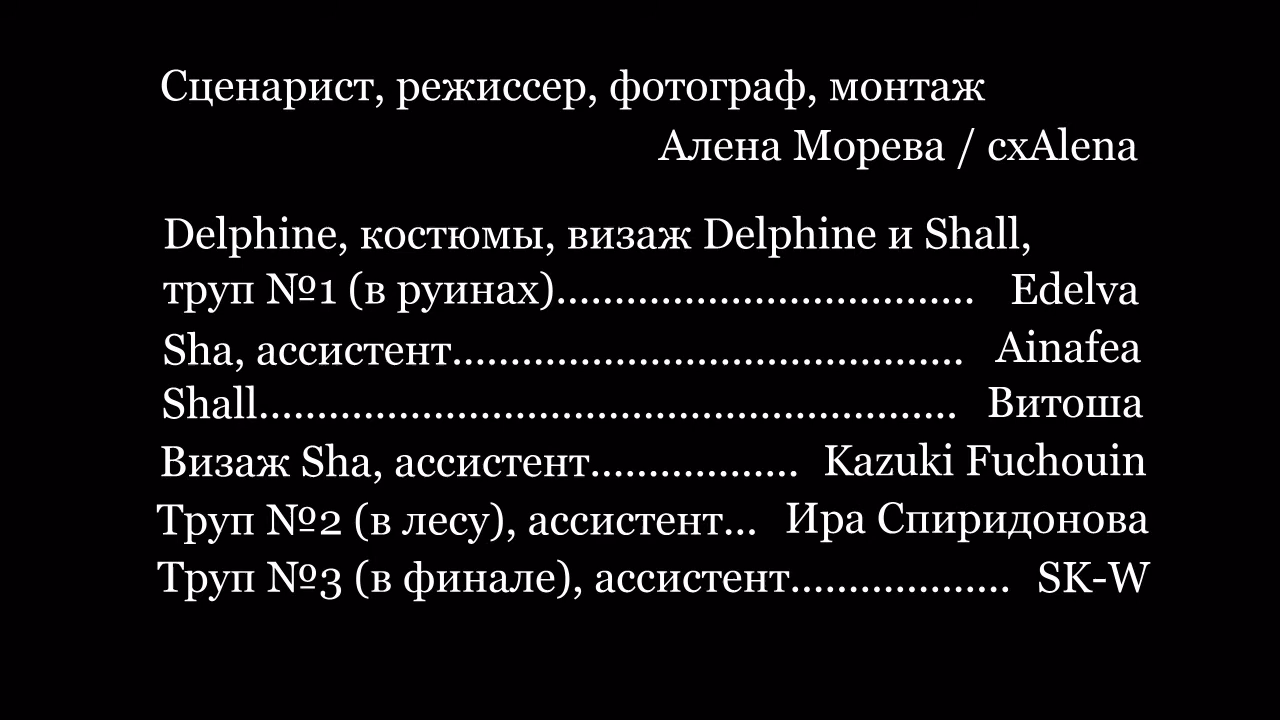 Сценарист, режиссер, фотограф, монтаж
Алена Морева / cxAlena
Delphine, костюмы, визаж Delphine и Shall,
труп №1 (в руинах).................................... Edelva
Sha, ассистент............................................ Ainafea
Shall............................................................ Витоша
Визаж Sha, ассистент.................. Kazuki Fuchouin
Труп №2 (в лесу), ассистент... Ира Спиридонова
Труп №3 (в финале), ассистент................... SK-W